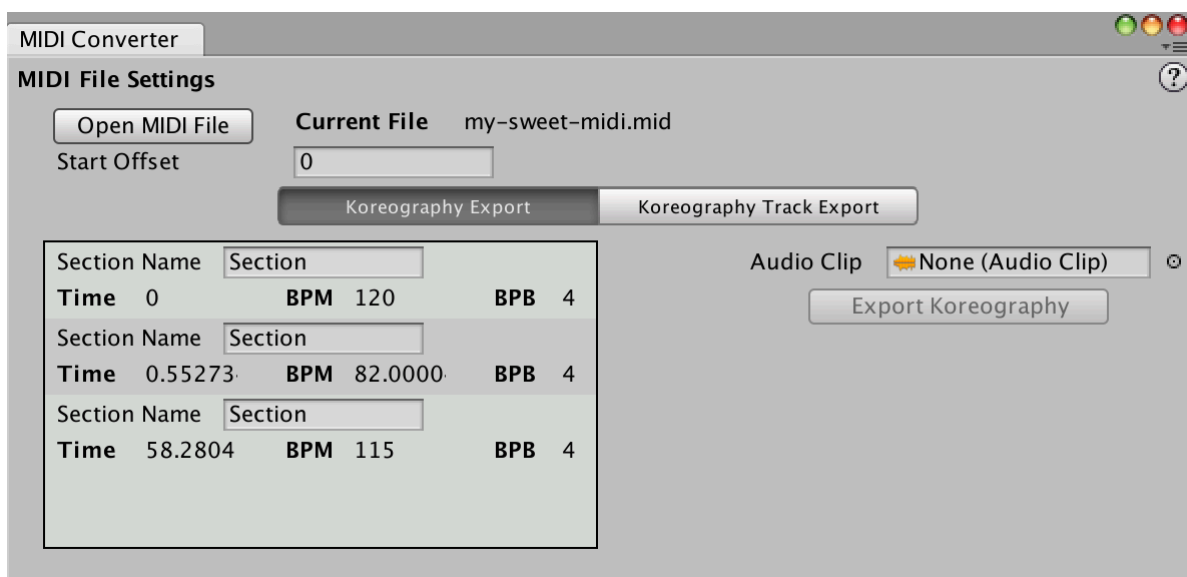 MIDI Converter
MIDI File Settings
?
Open MIDI File Current File my-sweet-midi.mid
Start Offset 0
Koreography Export Koreography Track Export
Section Name Section Audio Clip None (Audio Clip)
Time 0 BPM 120 BPB 4 Export Koreography
Section Name Section
Time 0.55273 BPM 82.0000 BPB 4
Section Name Section
Time 58.2804 BPM 115 BPB 4